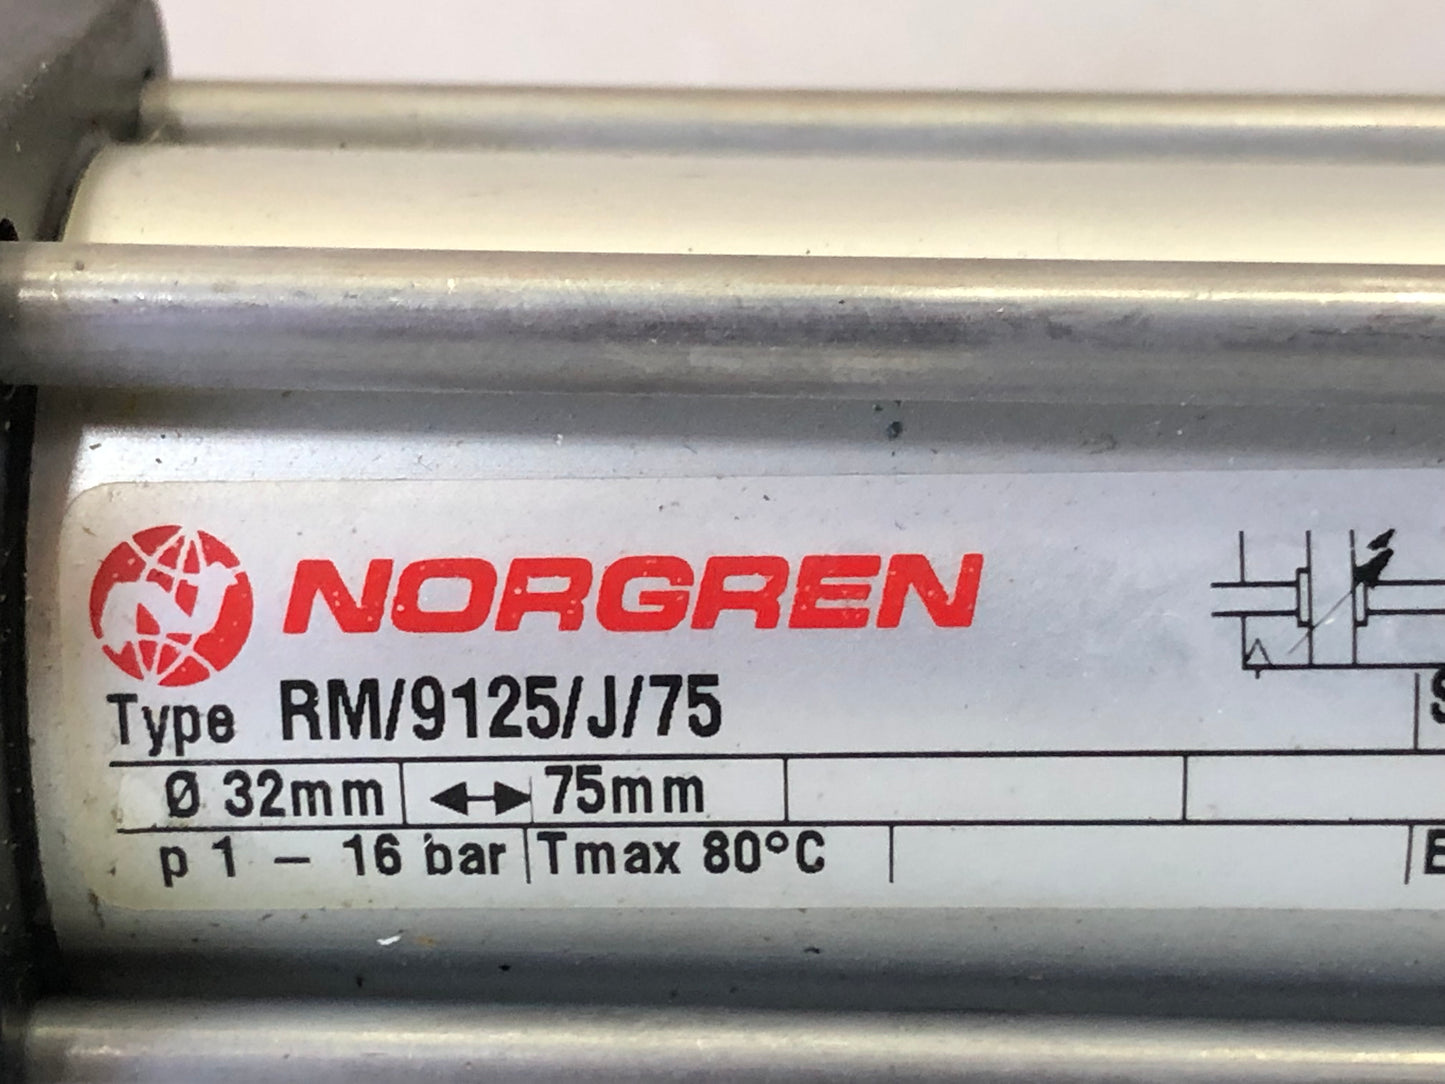 NORGREN
Type RM/9125/J/75
Ø 32mm 75mm
p 1 – 16 bar Tmax 80°C